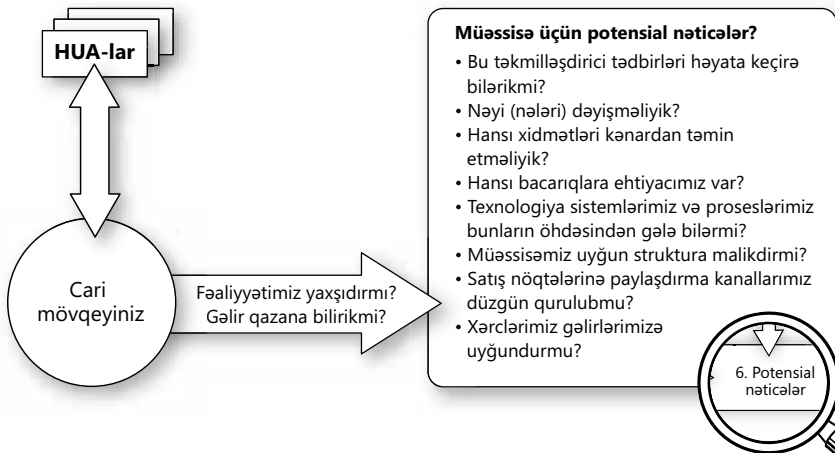 HUA-lar
Cari
mövqeyiniz
Fəaliyyətimiz yaxşıdırmı?
Gəlir qazana bilirikmi?
Müəssisə üçün potensial nəticələr?
• Bu təkmilləşdirici tədbirləri həyata keçirə
bilərikmi?
• Nəyi (nələri) dəyişməliyik?
• Hansı xidmətləri kənardan təmin
etməliyik?
• Hansı bacarıqlara ehtiyacımız var?
• Texnologiya sistemlərimiz və proseslərimiz
bunların öhdəsindən gələ bilərmi?
• Müəssisəmiz uyğun struktura malikdirmi?
• Satış nöqtələrinə paylaşdırma kanallarımız
düzgün qurulubmu?
• Xərclərimiz gəlirlərimizə
uyğundurmu?
6. Potensial
nəticələr